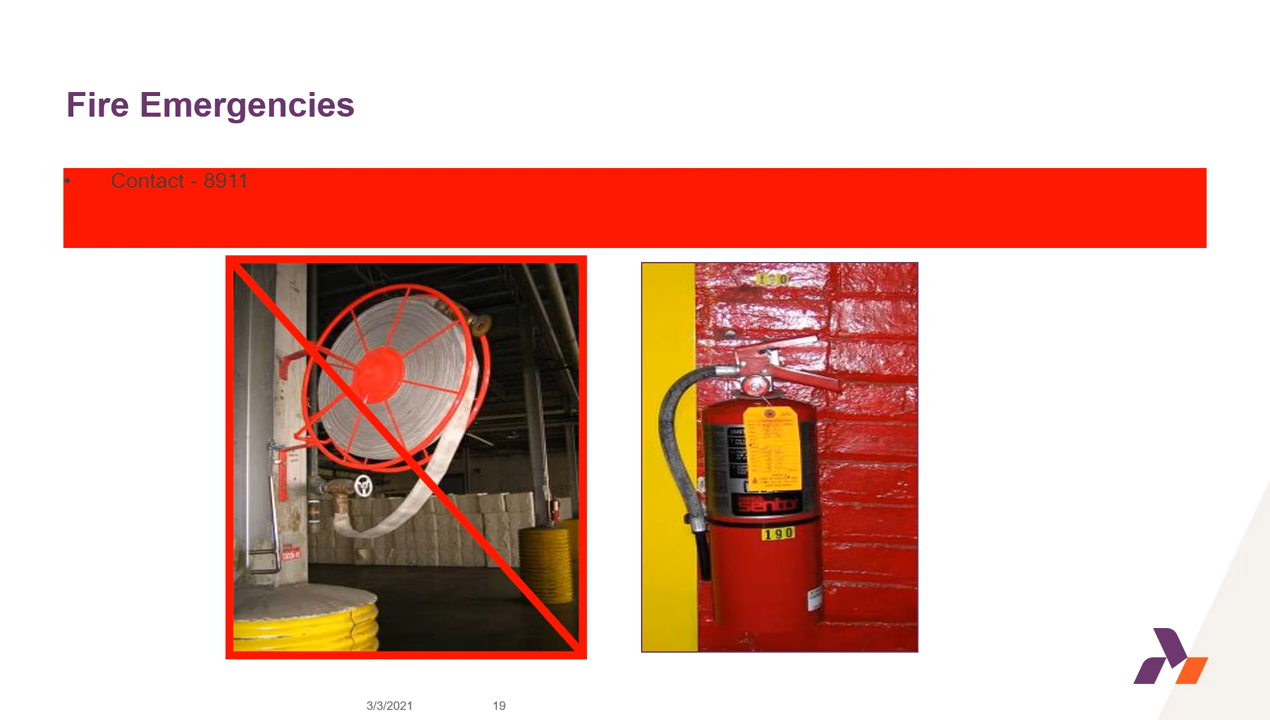 Fire Emergencies
• Contact - 8911
190
sentry
190
3/3/2021 19